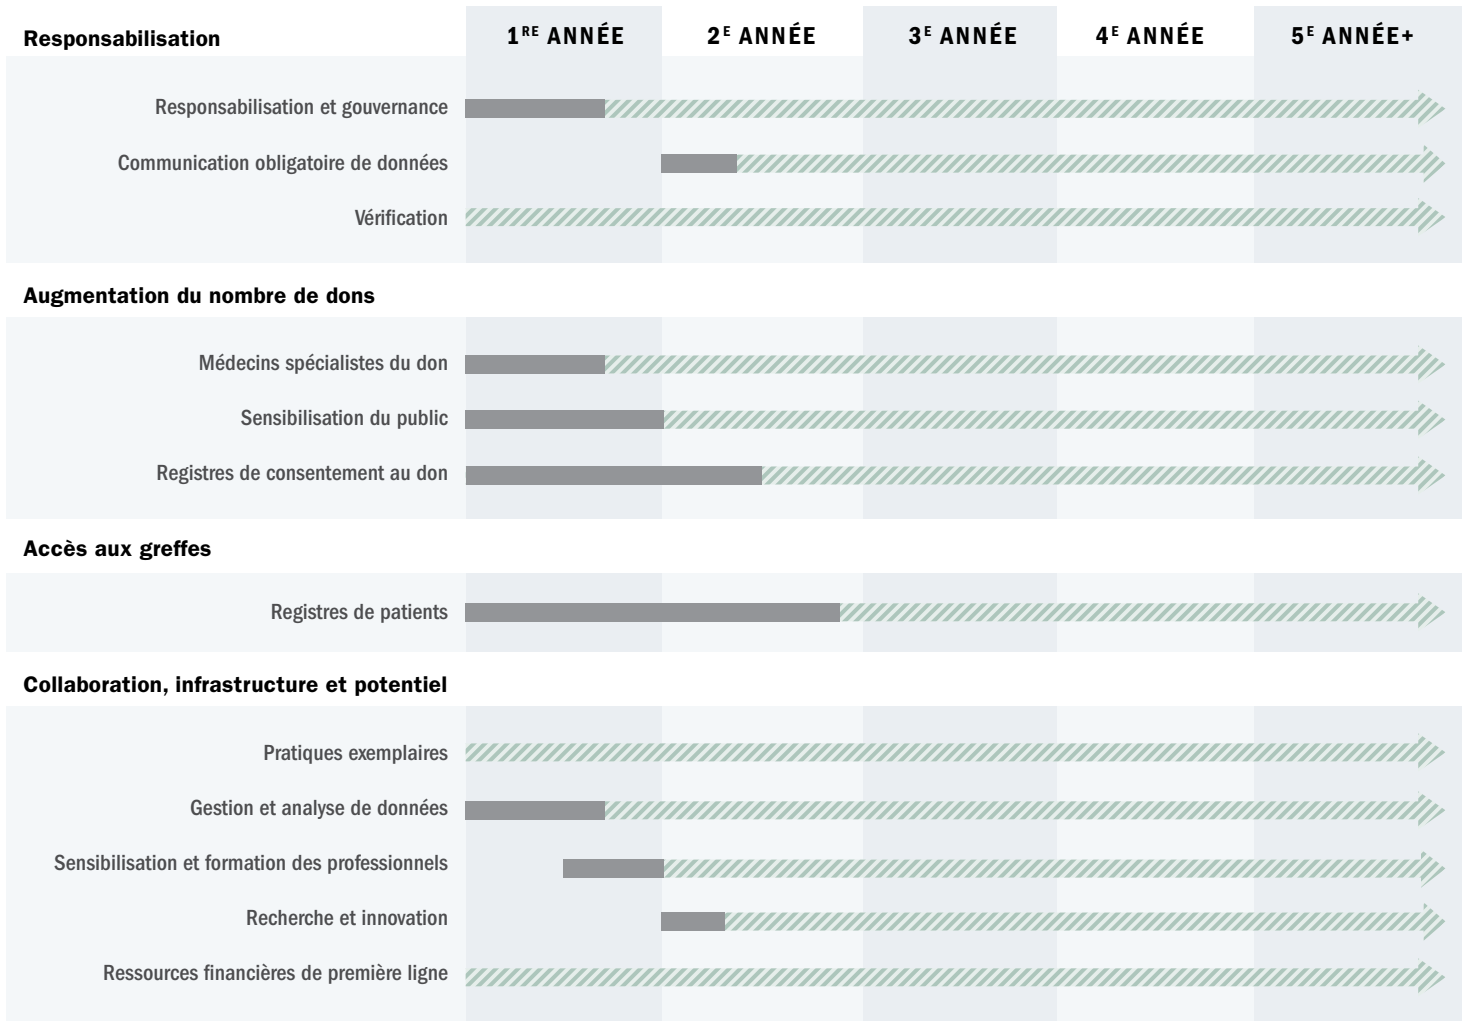 Responsabilisation 1RE ANNÉE 2E ANNÉE 3E ANNÉE 4E ANNÉE 5E ANNÉE+
Responsabilisation et gouvernance
Communication obligatoire de données
Vérification
Augmentation du nombre de dons
Médecins spécialistes du don
Sensibilisation du public
Registres de consentement au don
Accès aux greffes
Registres de patients
Collaboration, infrastructure et potentiel
Pratiques exemplaires
Gestion et analyse de données
Sensibilisation et formation des professionnels
Recherche et innovation
Ressources financières de première ligne